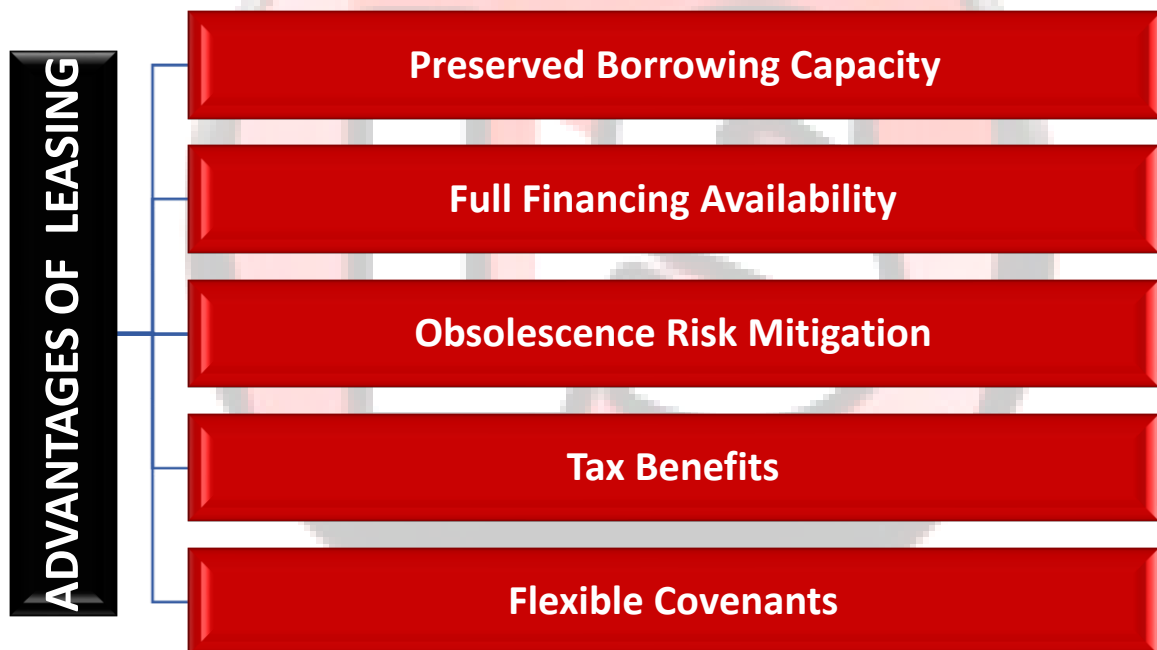 ADVANTAGES OF LEASING
Preserved Borrowing Capacity
Full Financing Availability
Obsolescence Risk Mitigation
Tax Benefits
Flexible Covenants